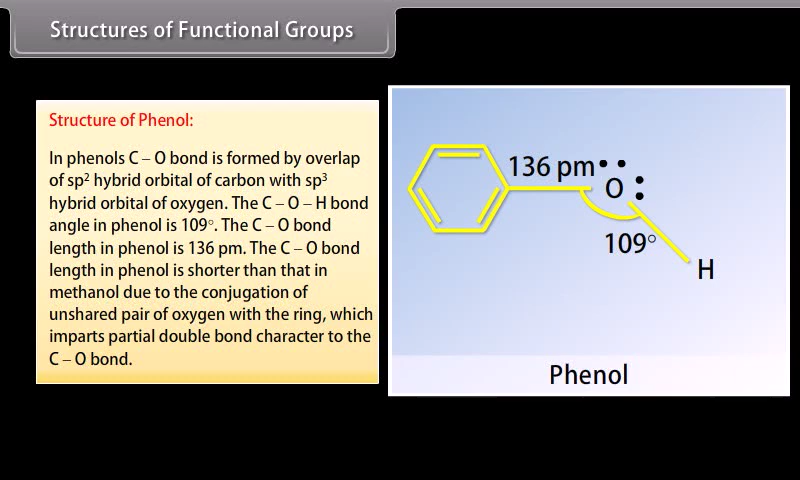 Structures of Functional Groups
Structure of Phenol:
In phenols C – O bond is formed by overlap
of sp² hybrid orbital of carbon with sp³
hybrid orbital of oxygen. The C – O – H bond
angle in phenol is 109°. The C – O bond
length in phenol is 136 pm. The C – O bond
length in phenol is shorter than that in
methanol due to the conjugation of
unshared pair of oxygen with the ring, which
imparts partial double bond character to the
C – O bond.
136 pm
O
109°
H
Phenol